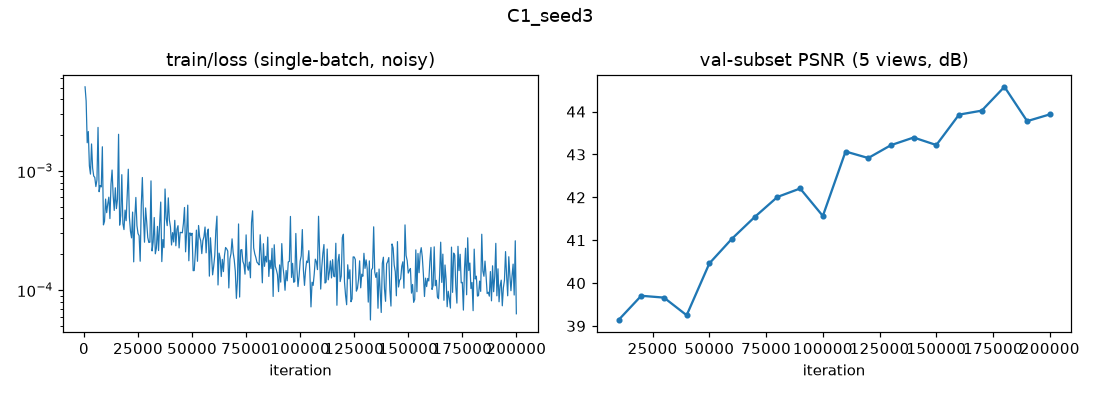 C1_seed3
train/loss (single-batch, noisy)
val-subset PSNR (5 views, dB)
10⁻³
10⁻⁴
0 25000 50000 75000 100000 125000 150000 175000 200000
iteration
44
43
42
41
40
39
25000 50000 75000 100000 125000 150000 175000 200000
iteration